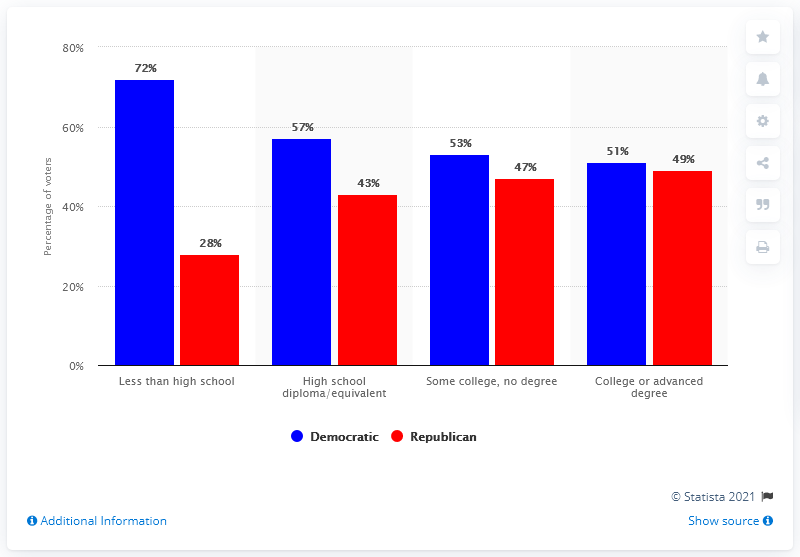 80%
60%
40%
20%
0%
Percentage of voters
72%
28%
57%
43%
53%
47%
51%
49%
Less than high school
High school
diploma/equivalent
Some college, no degree
College or advanced
degree
Democratic
Republican
© Statista 2021
Additional Information
Show source